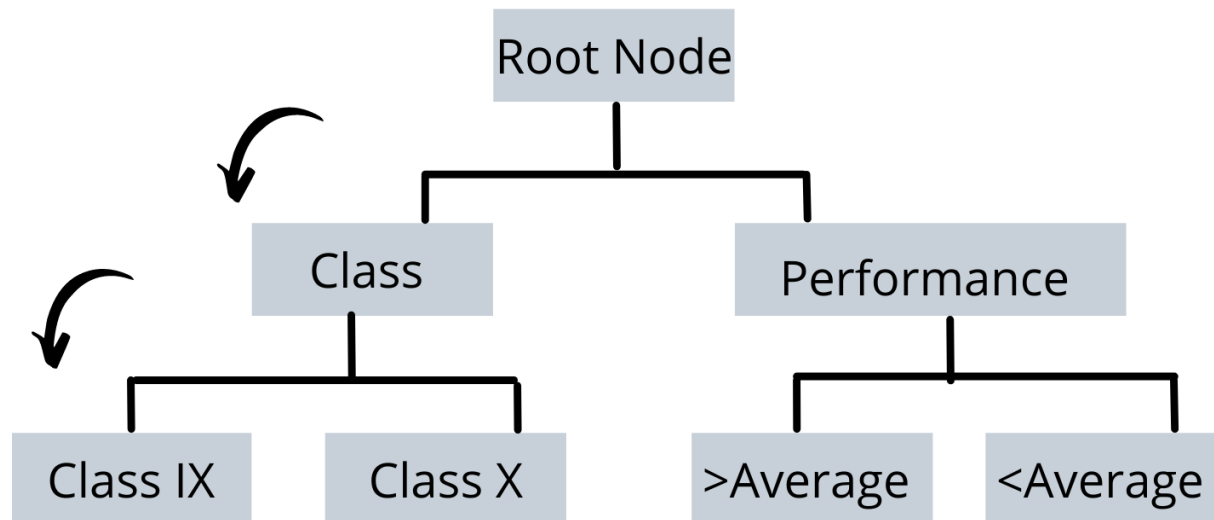 Root Node
Class
Performance
Class IX
Class X
>Average
<Average